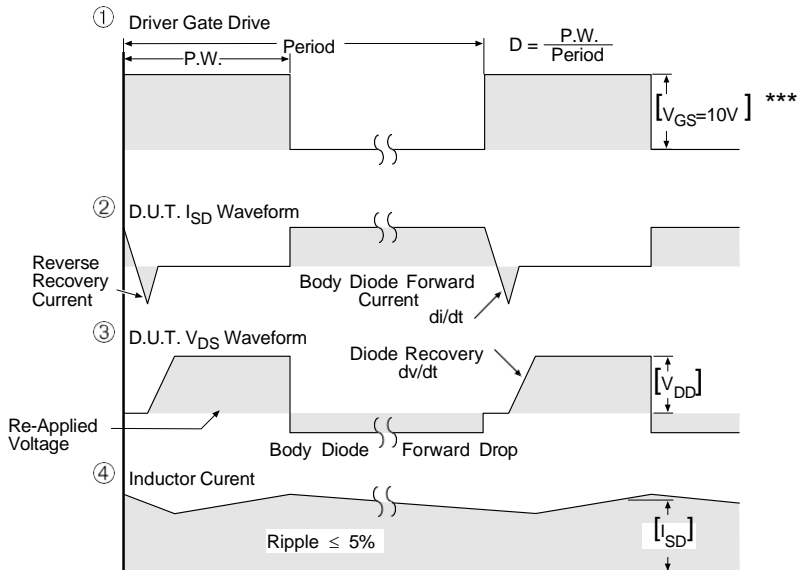 ① Driver Gate Drive
Period
P.W.
D = P.W.
Period
[VGS=10V] ***
② D.U.T. ISD Waveform
Reverse
Recovery
Current
Body Diode Forward
Current
di/dt
③ D.U.T. VDS Waveform
Diode Recovery
dv/dt
[VDD]
Re-Applied
Voltage
Body Diode Forward Drop
④ Inductor Curent
[ISD]
Ripple ≤ 5%